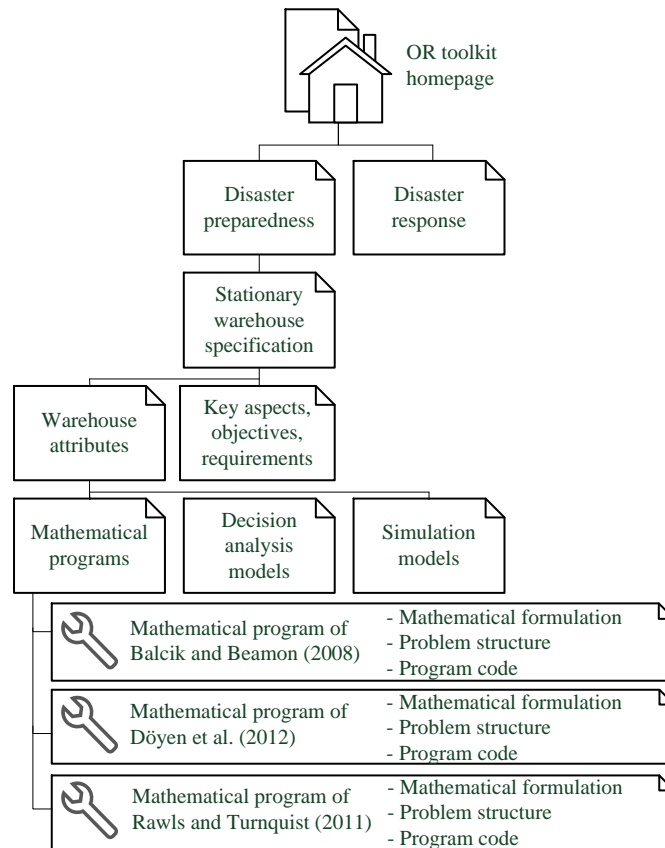 OR toolkit
homepage
Disaster
preparedness
Disaster
response
Stationary
warehouse
specification
Warehouse
attributes
Key aspects,
objectives,
requirements
Mathematical
programs
Decision
analysis
models
Simulation
models
Mathematical program of
Balcik and Beamon (2008)
- Mathematical formulation
- Problem structure
- Program code
Mathematical program of
Döyen et al. (2012)
- Mathematical formulation
- Problem structure
- Program code
Mathematical program of
Rawls and Turnquist (2011)
- Mathematical formulation
- Problem structure
- Program code